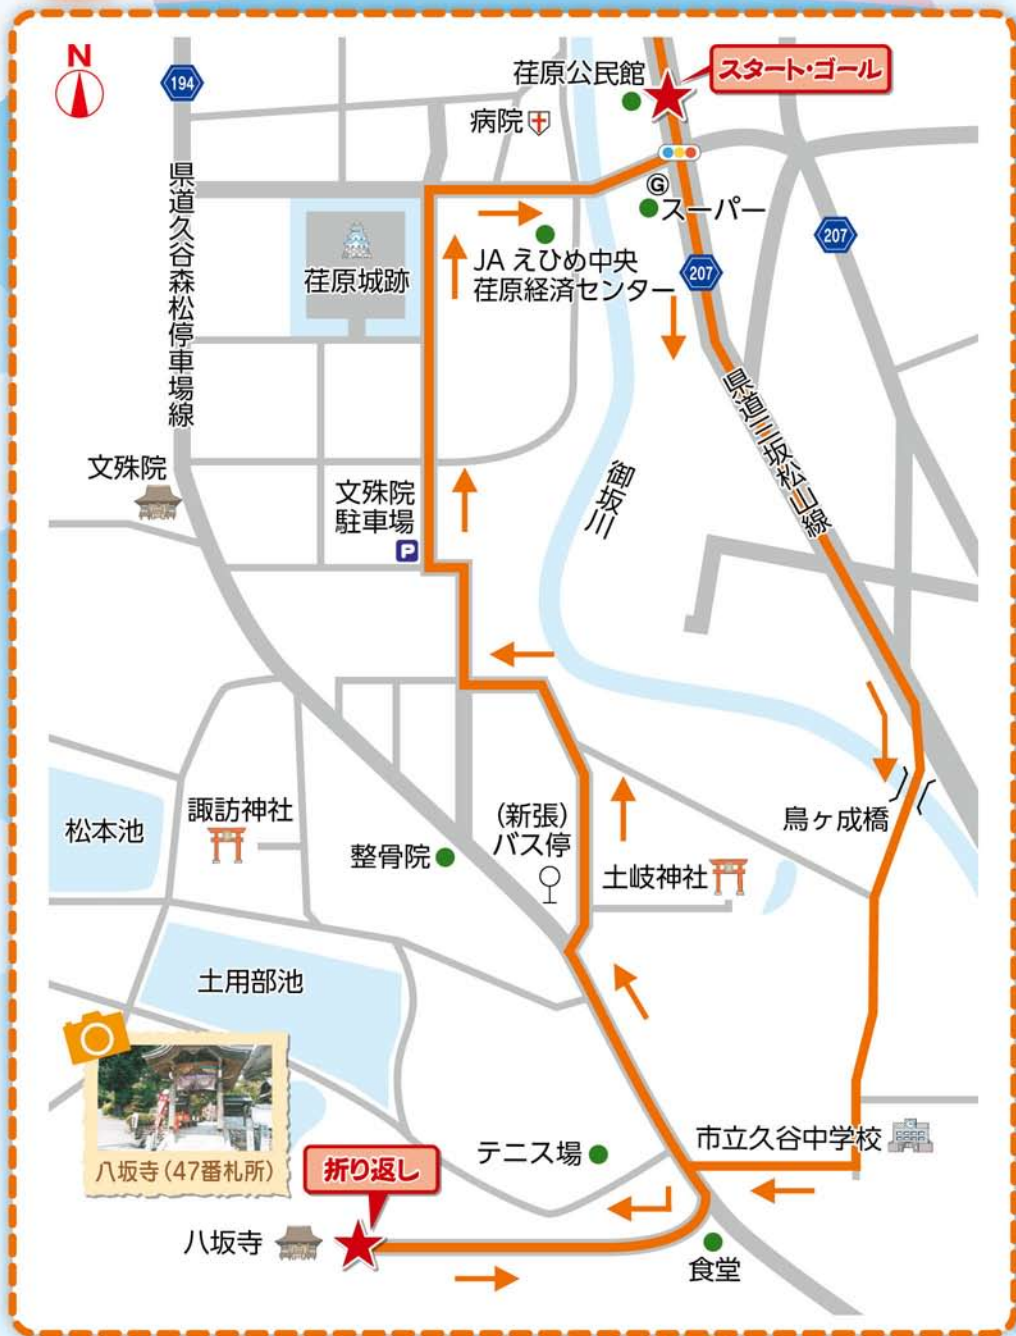 N
194
荏原公民館
スタート・ゴール
病院
G
スーパー
207
207
JA えひめ中央
荏原経済センター
荏原城跡
県道久谷森松停車場線
県道三坂松山線
文殊院
文殊院
駐車場
P
御坂川
松本池
諏訪神社
整骨院
(新張)
バス停
土岐神社
鳥ヶ成橋
土用部池
八坂寺(47番札所)
折り返し
テニス場
市立久谷中学校
八坂寺
食堂